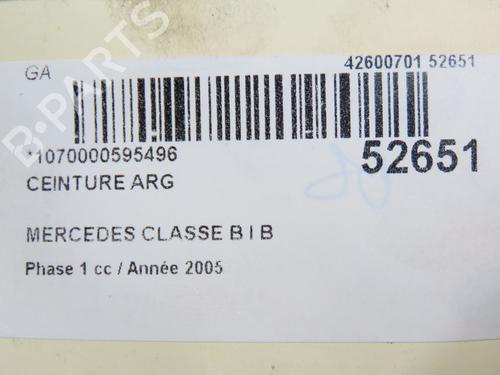 GA
42600701 52651
*1070000595496
52651
CEINTURE ARG
MERCEDES CLASSE B I B
Phase 1 cc / Année 2005
B-PARTS